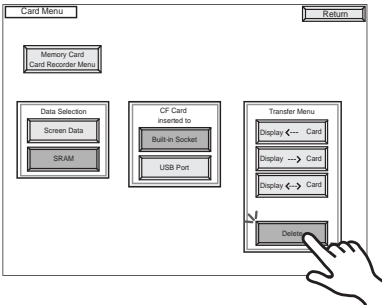 Card Menu
Return
Memory Card
Card Recorder Menu
Data Selection
Screen Data
SRAM
CF Card
inserted to
Built-in Socket
USB Port
Transfer Menu
Display <--- Card
Display ---> Card
Display <---> Card
Delete